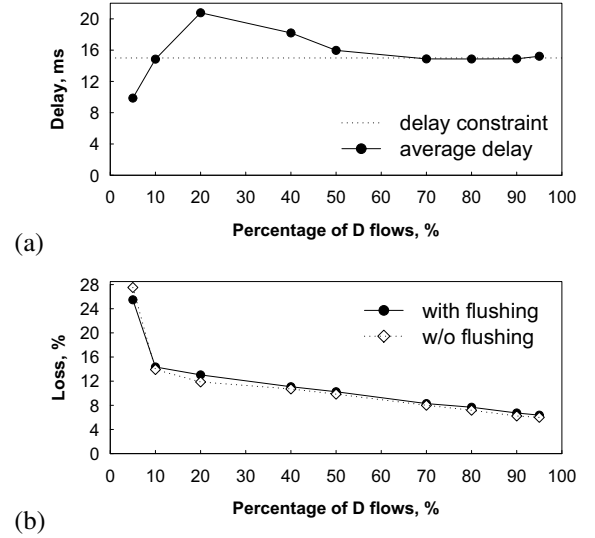 20
16
12
8
4
0
Delay, ms
delay constraint
average delay
0 10 20 30 40 50 60 70 80 90 100
Percentage of D flows, %
(a)
28
24
20
16
12
8
4
0
Loss, %
with flushing
w/o flushing
0 10 20 30 40 50 60 70 80 90 100
Percentage of D flows, %
(b)